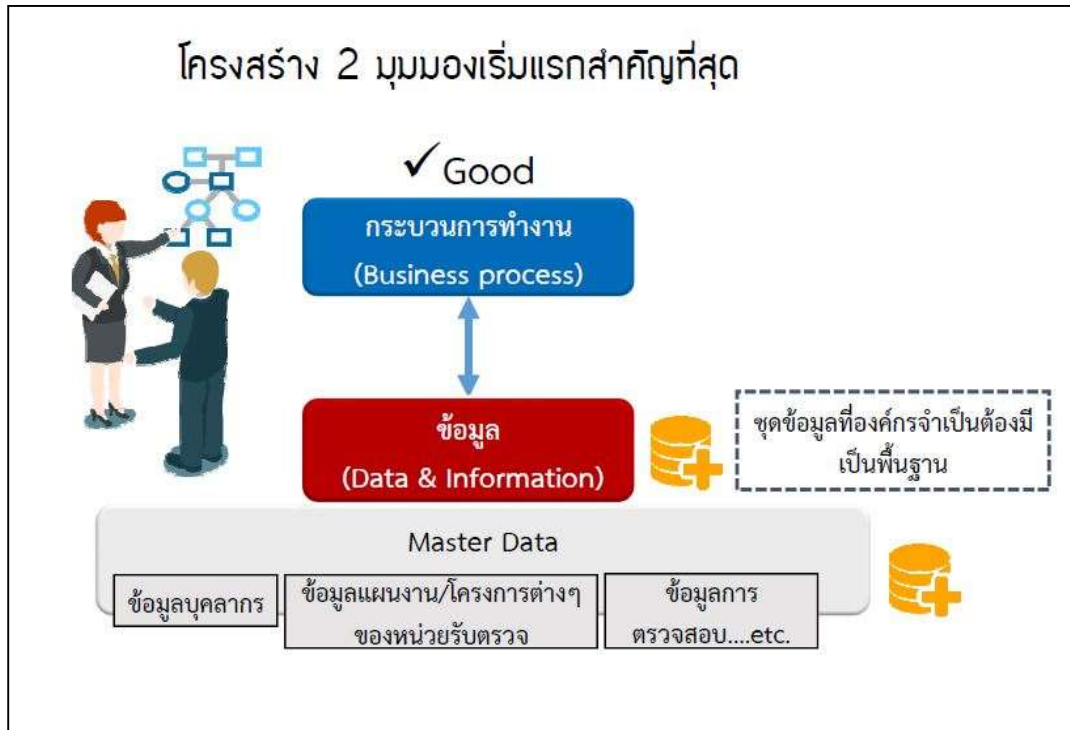 โครงสร้าง 2 มุมมองเริ่มแรกสำคัญที่สุด
✓ Good
กระบวนการทำงาน
(Business process)
ข้อมูล
(Data & Information)
ชุดข้อมูลที่องค์กรจำเป็นต้องมี
เป็นพื้นฐาน
Master Data
ข้อมูลบุคลากร
ข้อมูลแผนงาน/โครงการต่างๆ
ของหน่วยรับตรวจ
ข้อมูลการ
ตรวจสอบ....etc.